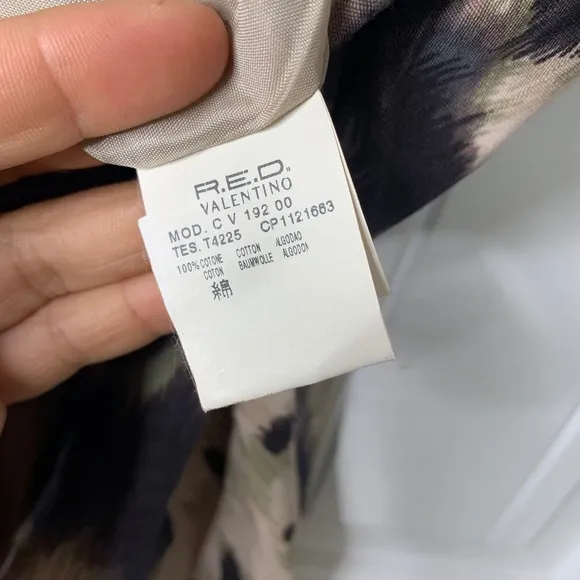 R.E.D.
VALENTINO
MOD. C V 192 00
TES. T4225 CP1121663
100% COTONE COTTON ALGODAO
COTON BAUMWOLLE ALGODON
綿